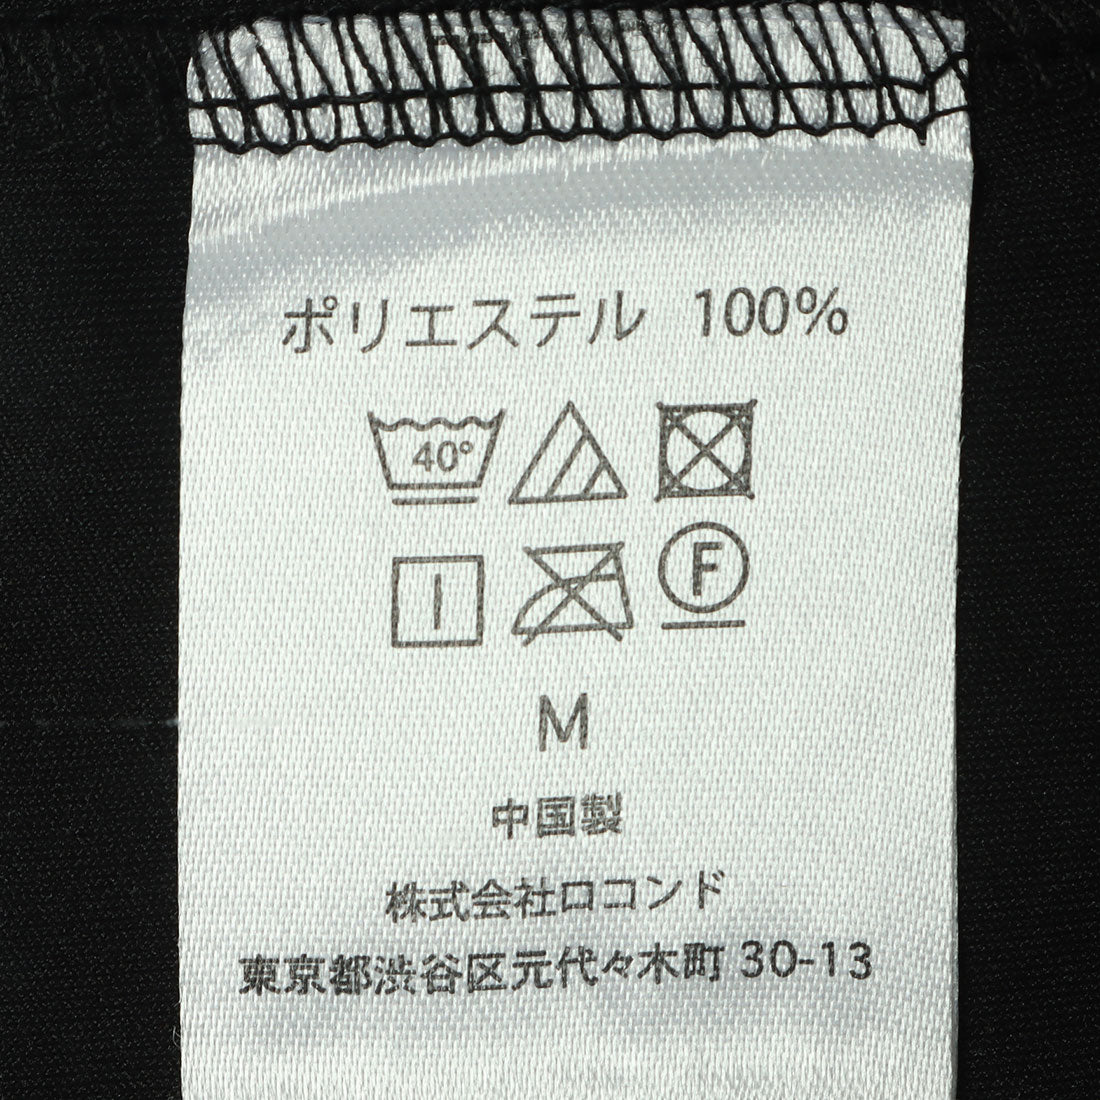 ポリエステル 100%
40°
F
M
中国製
株式会社ロコンド
東京都渋谷区元代々木町 30-13